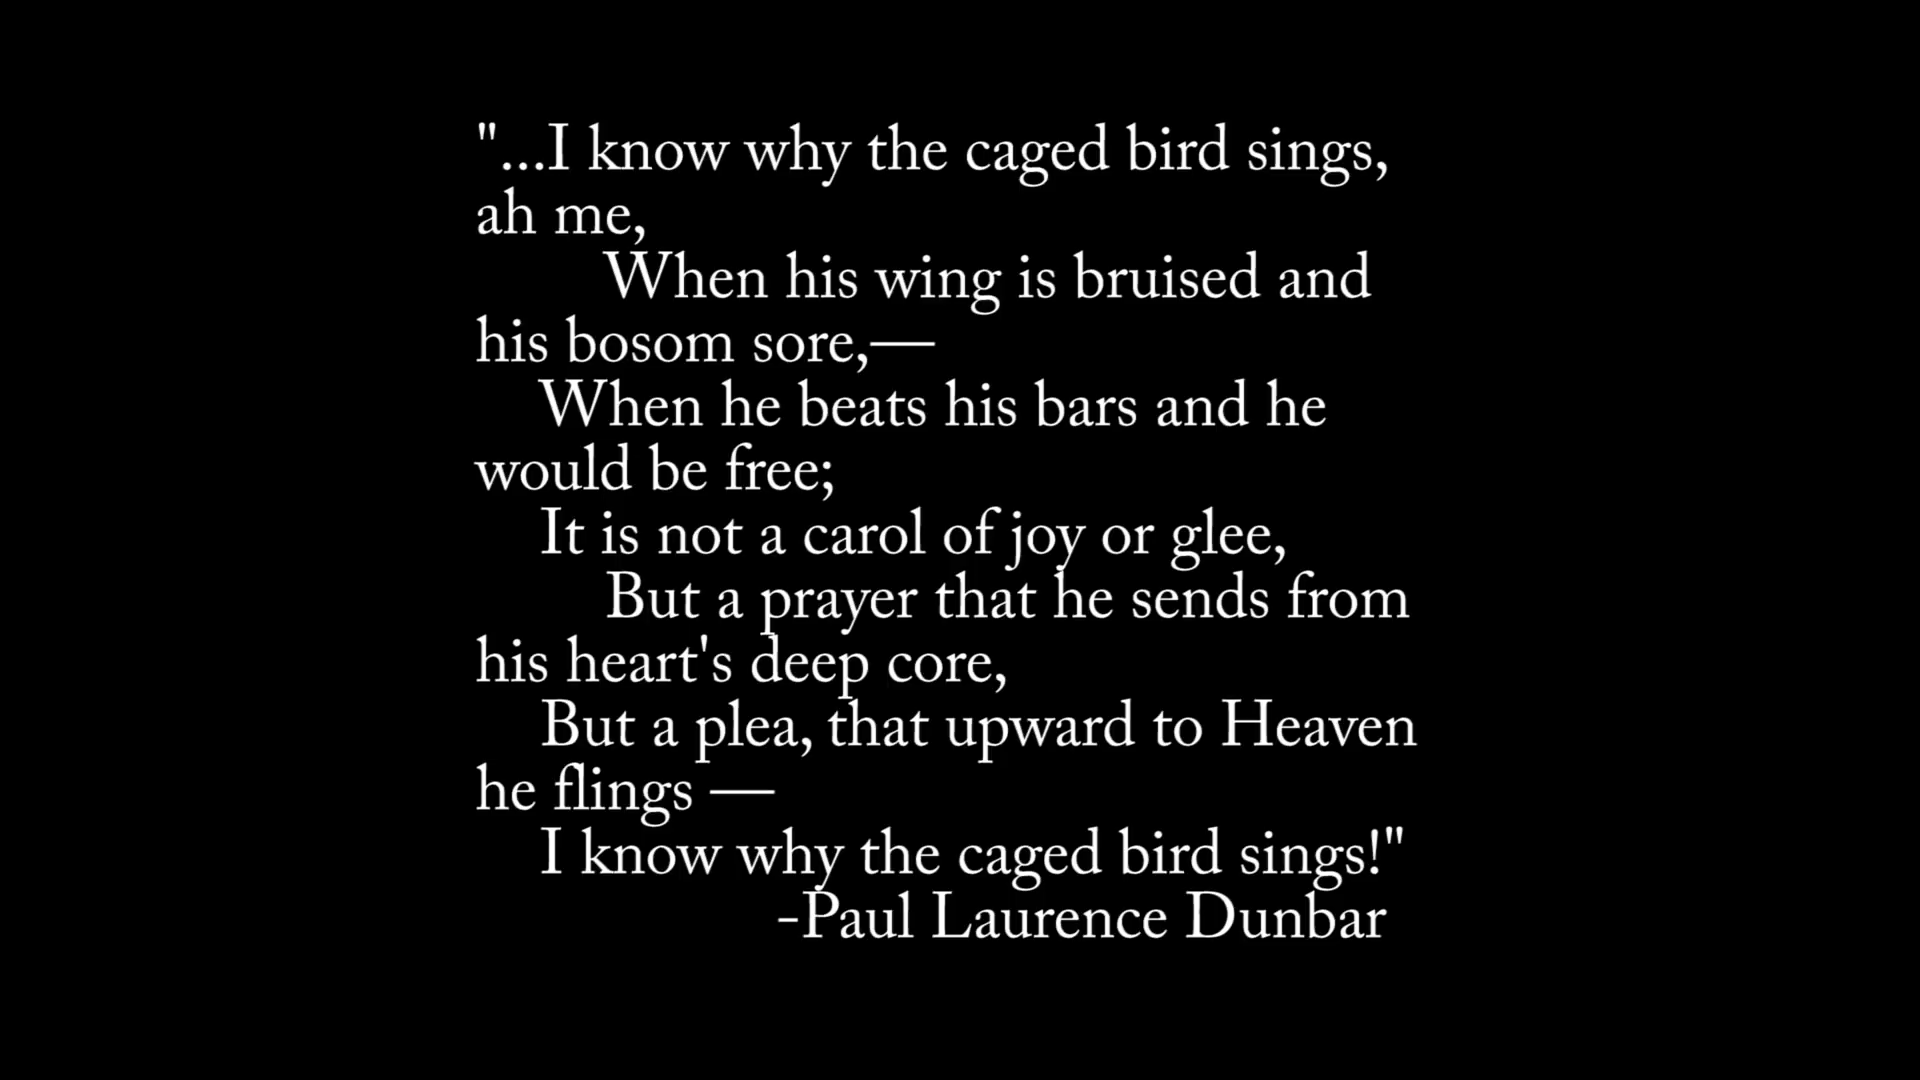 "...I know why the caged bird sings,
ah me,
When his wing is bruised and
his bosom sore,—
When he beats his bars and he
would be free;
It is not a carol of joy or glee,
But a prayer that he sends from
his heart's deep core,
But a plea, that upward to Heaven
he flings —
I know why the caged bird sings!"
-Paul Laurence Dunbar